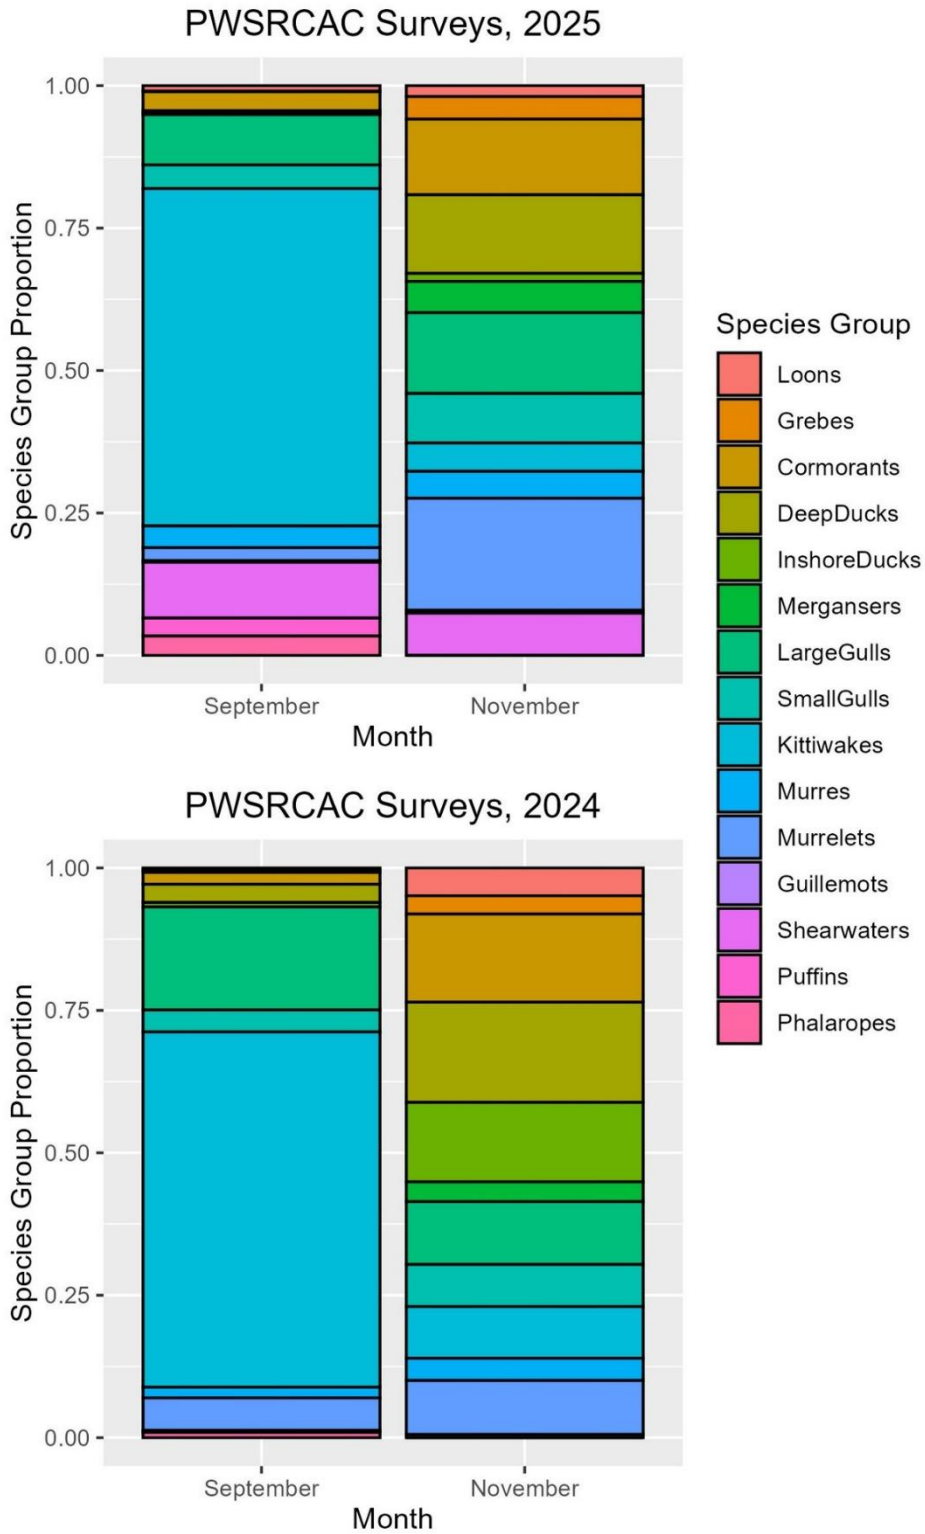 PWSRCAC Surveys, 2025
Species Group Proportion
1.00
0.75
0.50
0.25
0.00
September
November
Month
Species Group
Loons
Grebes
Cormorants
DeepDucks
InshoreDucks
Mergansers
LargeGulls
SmallGulls
Kittiwakes
Murres
Murrelets
Guillemots
Shearwaters
Puffins
Phalaropes
PWSRCAC Surveys, 2024
Species Group Proportion
1.00
0.75
0.50
0.25
0.00
September
November
Month